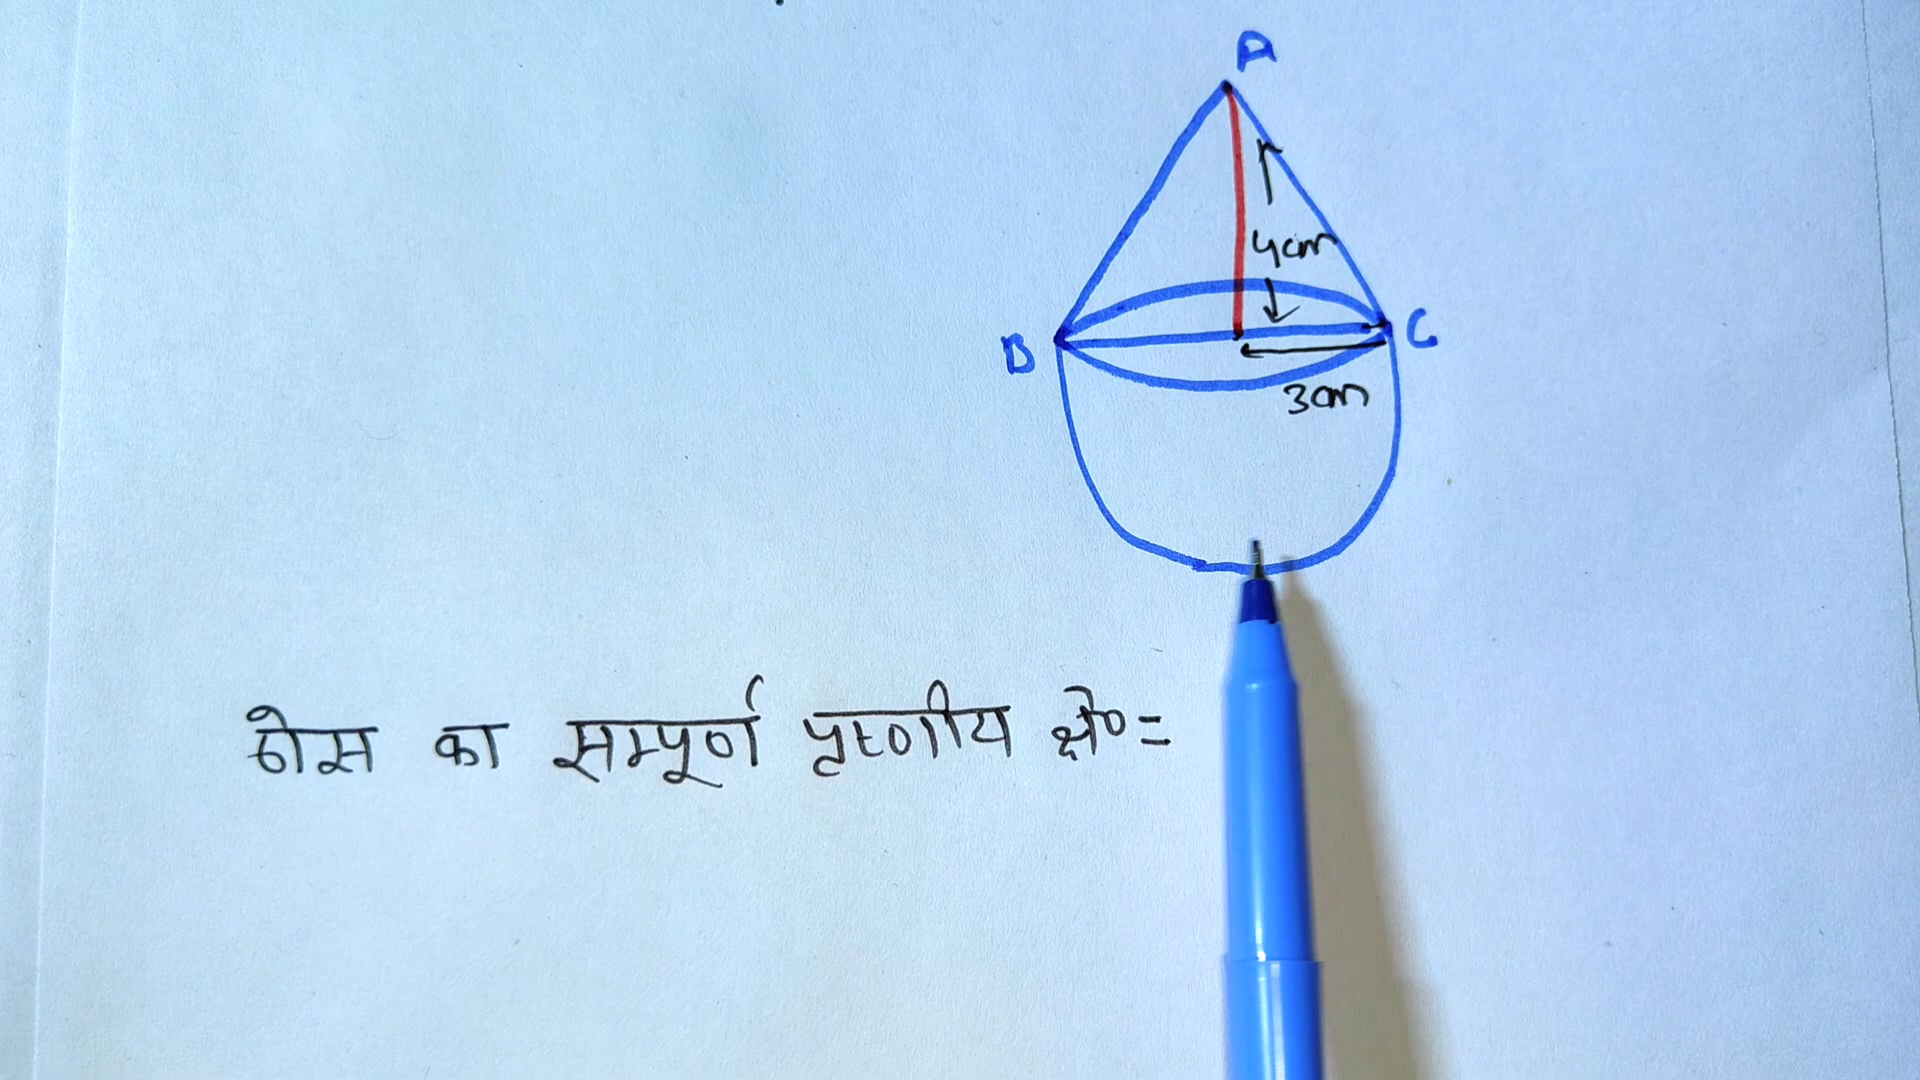 A
4cm
B
C
3cm
ठोस का सम्पूर्ण पृष्ठीय क्षे०=